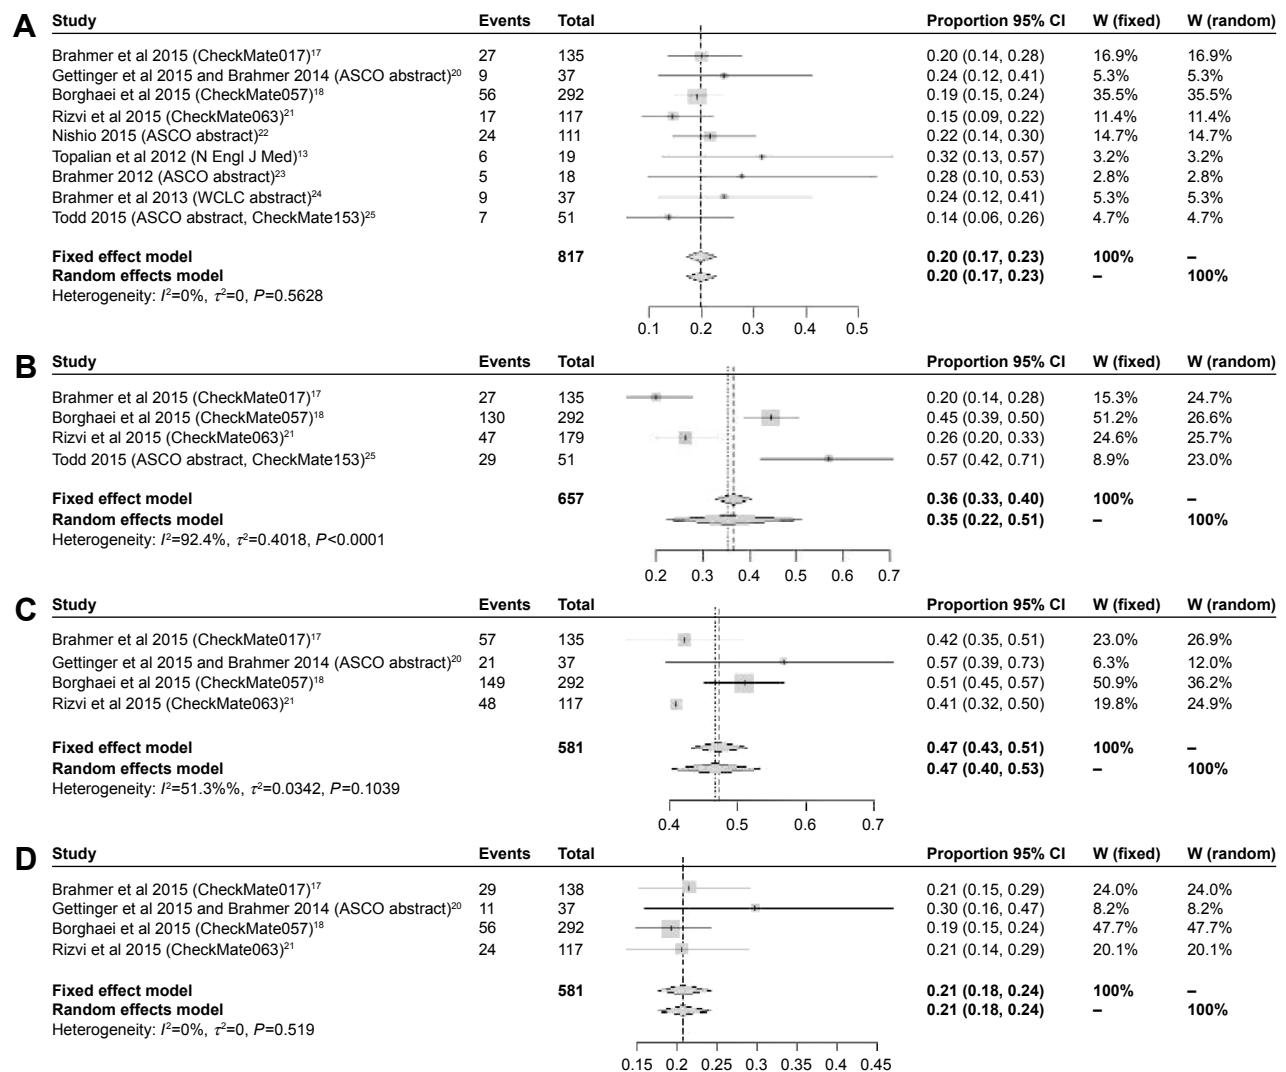 A Study Events Total Proportion 95% CI W (fixed) W (random)
Brahmer et al 2015 (CheckMate017)17 27 135 0.20 (0.14, 0.28) 16.9% 16.9%
Gettinger et al 2015 and Brahmer 2014 (ASCO abstract)20 9 37 0.24 (0.12, 0.41) 5.3% 5.3%
Borghaei et al 2015 (CheckMate057)18 56 292 0.19 (0.15, 0.24) 35.5% 35.5%
Rizvi et al 2015 (CheckMate063)21 17 117 0.15 (0.09, 0.22) 11.4% 11.4%
Nishio 2015 (ASCO abstract)22 24 111 0.22 (0.14, 0.30) 14.7% 14.7%
Topalian et al 2012 (N Engl J Med)13 6 19 0.32 (0.13, 0.57) 3.2% 3.2%
Brahmer 2012 (ASCO abstract)23 5 18 0.28 (0.10, 0.53) 2.8% 2.8%
Brahmer et al 2013 (WCLC abstract)24 9 37 0.24 (0.12, 0.41) 5.3% 5.3%
Todd 2015 (ASCO abstract, CheckMate153)25 7 51 0.14 (0.06, 0.26) 4.7% 4.7%
Fixed effect model 817 0.20 (0.17, 0.23) 100% –
Random effects model 0.20 (0.17, 0.23) – 100%
Heterogeneity: I2=0%, τ2=0, P=0.5628
0.1 0.2 0.3 0.4 0.5
B Study Events Total Proportion 95% CI W (fixed) W (random)
Brahmer et al 2015 (CheckMate017)17 27 135 0.20 (0.14, 0.28) 15.3% 24.7%
Borghaei et al 2015 (CheckMate057)18 130 292 0.45 (0.39, 0.50) 51.2% 26.6%
Rizvi et al 2015 (CheckMate063)21 47 179 0.26 (0.20, 0.33) 24.6% 25.7%
Todd 2015 (ASCO abstract, CheckMate153)25 29 51 0.57 (0.42, 0.71) 8.9% 23.0%
Fixed effect model 657 0.36 (0.33, 0.40) 100% –
Random effects model 0.35 (0.22, 0.51) – 100%
Heterogeneity: I2=92.4%, τ2=0.4018, P<0.0001
0.2 0.3 0.4 0.5 0.6 0.7
C Study Events Total Proportion 95% CI W (fixed) W (random)
Brahmer et al 2015 (CheckMate017)17 57 135 0.42 (0.35, 0.51) 23.0% 26.9%
Gettinger et al 2015 and Brahmer 2014 (ASCO abstract)20 21 37 0.57 (0.39, 0.73) 6.3% 12.0%
Borghaei et al 2015 (CheckMate057)18 149 292 0.51 (0.45, 0.57) 50.9% 36.2%
Rizvi et al 2015 (CheckMate063)21 48 117 0.41 (0.32, 0.50) 19.8% 24.9%
Fixed effect model 581 0.47 (0.43, 0.51) 100% –
Random effects model 0.47 (0.40, 0.53) – 100%
Heterogeneity: I2=51.3%%, τ2=0.0342, P=0.1039
0.4 0.5 0.6 0.7
D Study Events Total Proportion 95% CI W (fixed) W (random)
Brahmer et al 2015 (CheckMate017)17 29 138 0.21 (0.15, 0.29) 24.0% 24.0%
Gettinger et al 2015 and Brahmer 2014 (ASCO abstract)20 11 37 0.30 (0.16, 0.47) 8.2% 8.2%
Borghaei et al 2015 (CheckMate057)18 56 292 0.19 (0.15, 0.24) 47.7% 47.7%
Rizvi et al 2015 (CheckMate063)21 24 117 0.21 (0.14, 0.29) 20.1% 20.1%
Fixed effect model 581 0.21 (0.18, 0.24) 100% –
Random effects model 0.21 (0.18, 0.24) – 100%
Heterogeneity: I2=0%, τ2=0, P=0.519
0.15 0.2 0.25 0.3 0.35 0.4 0.45